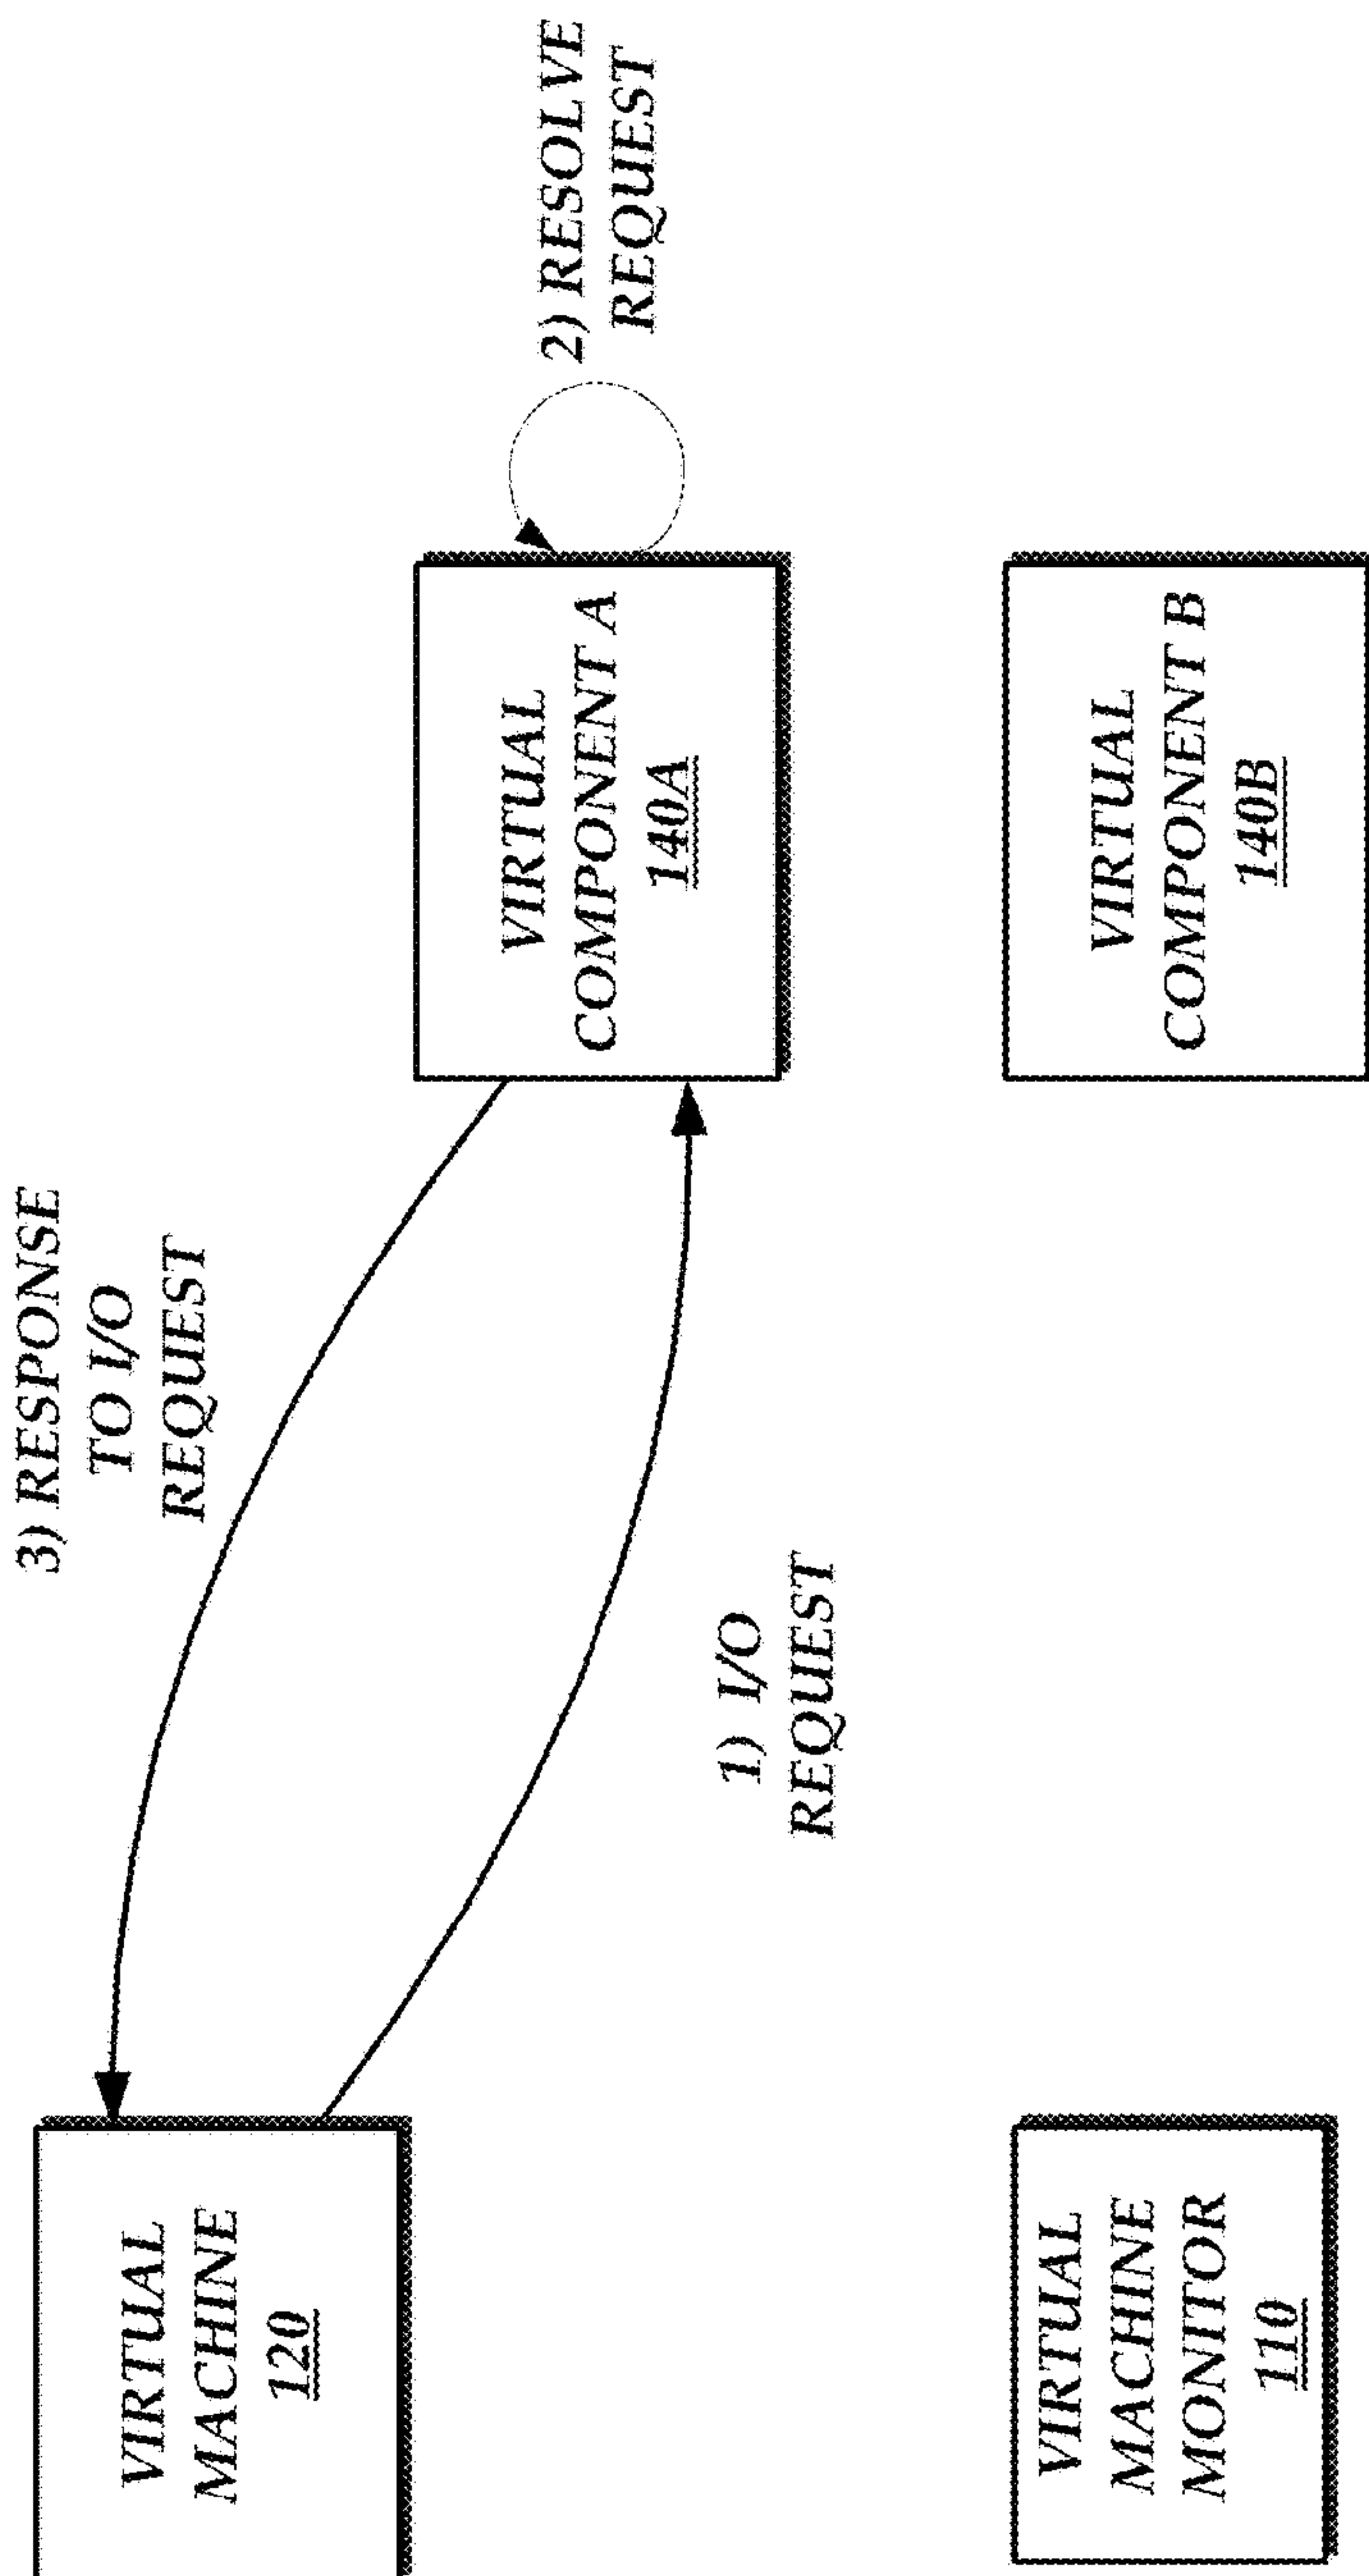 3) RESPONSE
TO I/O
REQUEST
VIRTUAL
MACHINE
120
2) RESOLVE
REQUEST
VIRTUAL
COMPONENT A
140A
1) I/O
REQUEST
VIRTUAL
MACHINE
MONITOR
110
VIRTUAL
COMPONENT B
140B